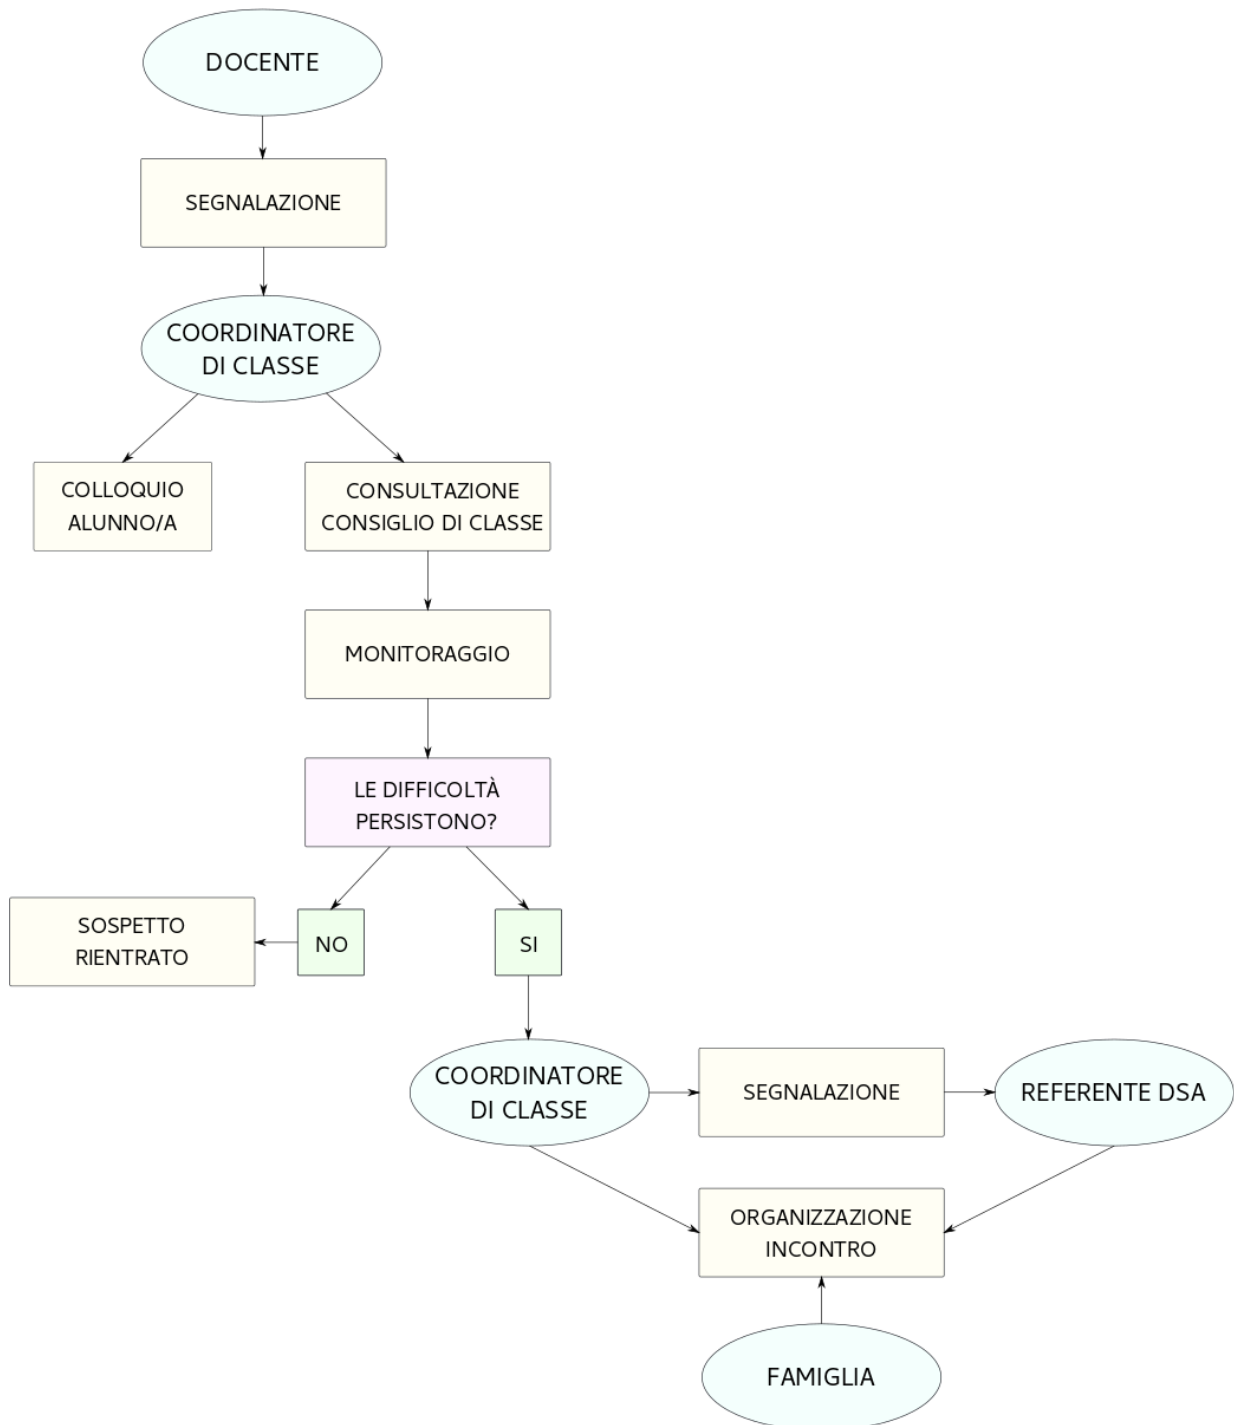 DOCENTE
SEGNALAZIONE
COORDINATORE
DI CLASSE
COLLOQUIO
ALUNNO/A
CONSULTAZIONE
CONSIGLIO DI CLASSE
MONITORAGGIO
LE DIFFICOLTÀ
PERSISTONO?
SOSPETTO
RIENTRATO
NO
SI
COORDINATORE
DI CLASSE
SEGNALAZIONE
REFERENTE DSA
ORGANIZZAZIONE
INCONTRO
FAMIGLIA